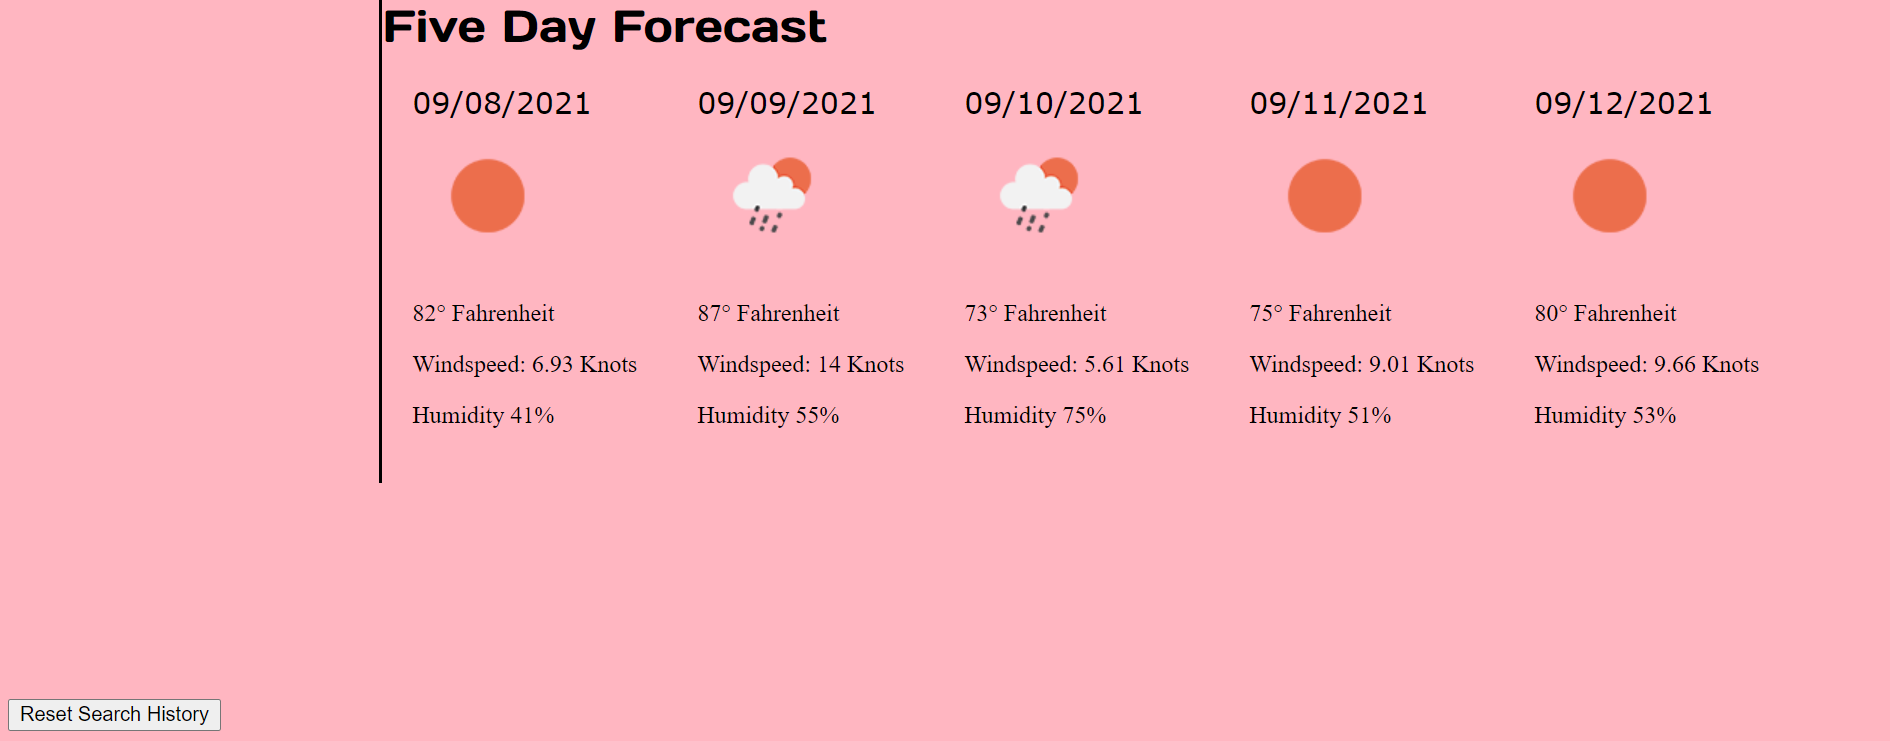 Five Day Forecast
09/08/2021 09/09/2021 09/10/2021 09/11/2021 09/12/2021
82° Fahrenheit 87° Fahrenheit 73° Fahrenheit 75° Fahrenheit 80° Fahrenheit
Windspeed: 6.93 Knots Windspeed: 14 Knots Windspeed: 5.61 Knots Windspeed: 9.01 Knots Windspeed: 9.66 Knots
Humidity 41% Humidity 55% Humidity 75% Humidity 51% Humidity 53%
Reset Search History